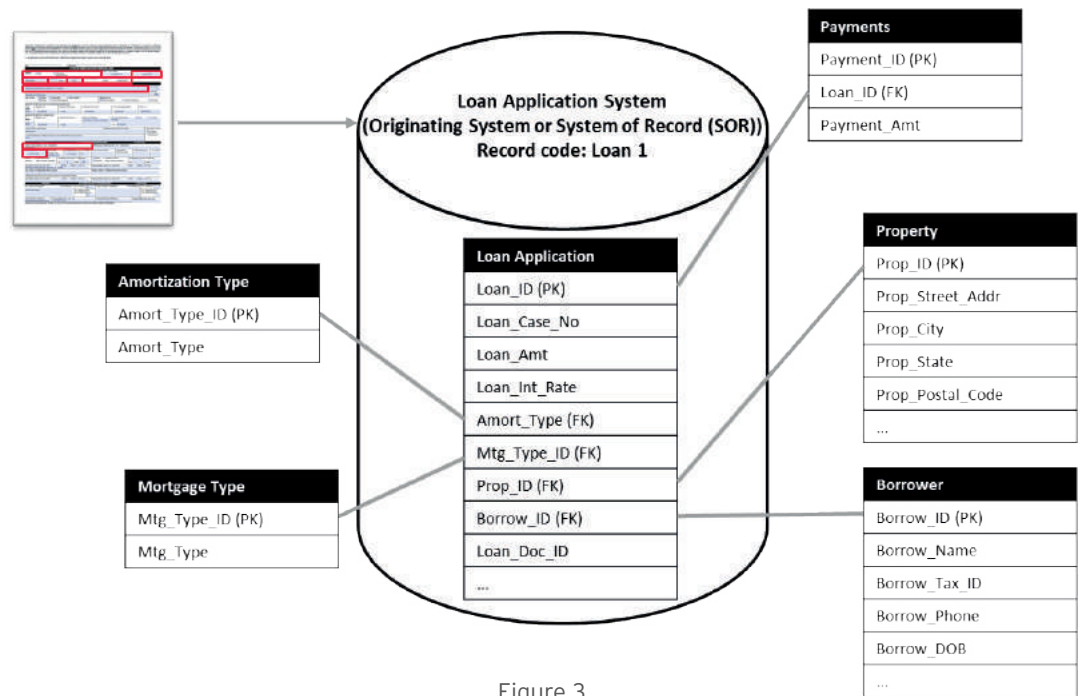 Loan Application System
(Originating System or System of Record (SOR))
Record code: Loan 1
Payments
Payment_ID (PK)
Loan_ID (FK)
Payment_Amt
Amortization Type
Amort_Type_ID (PK)
Amort_Type
Mortgage Type
Mtg_Type_ID (PK)
Mtg_Type
Loan Application
Loan_ID (PK)
Loan_Case_No
Loan_Amt
Loan_Int_Rate
Amort_Type (FK)
Mtg_Type_ID (FK)
Prop_ID (FK)
Borrow_ID (FK)
Loan_Doc_ID
...
Property
Prop_ID (PK)
Prop_Street_Addr
Prop_City
Prop_State
Prop_Postal_Code
...
Borrower
Borrow_ID (PK)
Borrow_Name
Borrow_Tax_ID
Borrow_Phone
Borrow_DOB
...
Figure 3